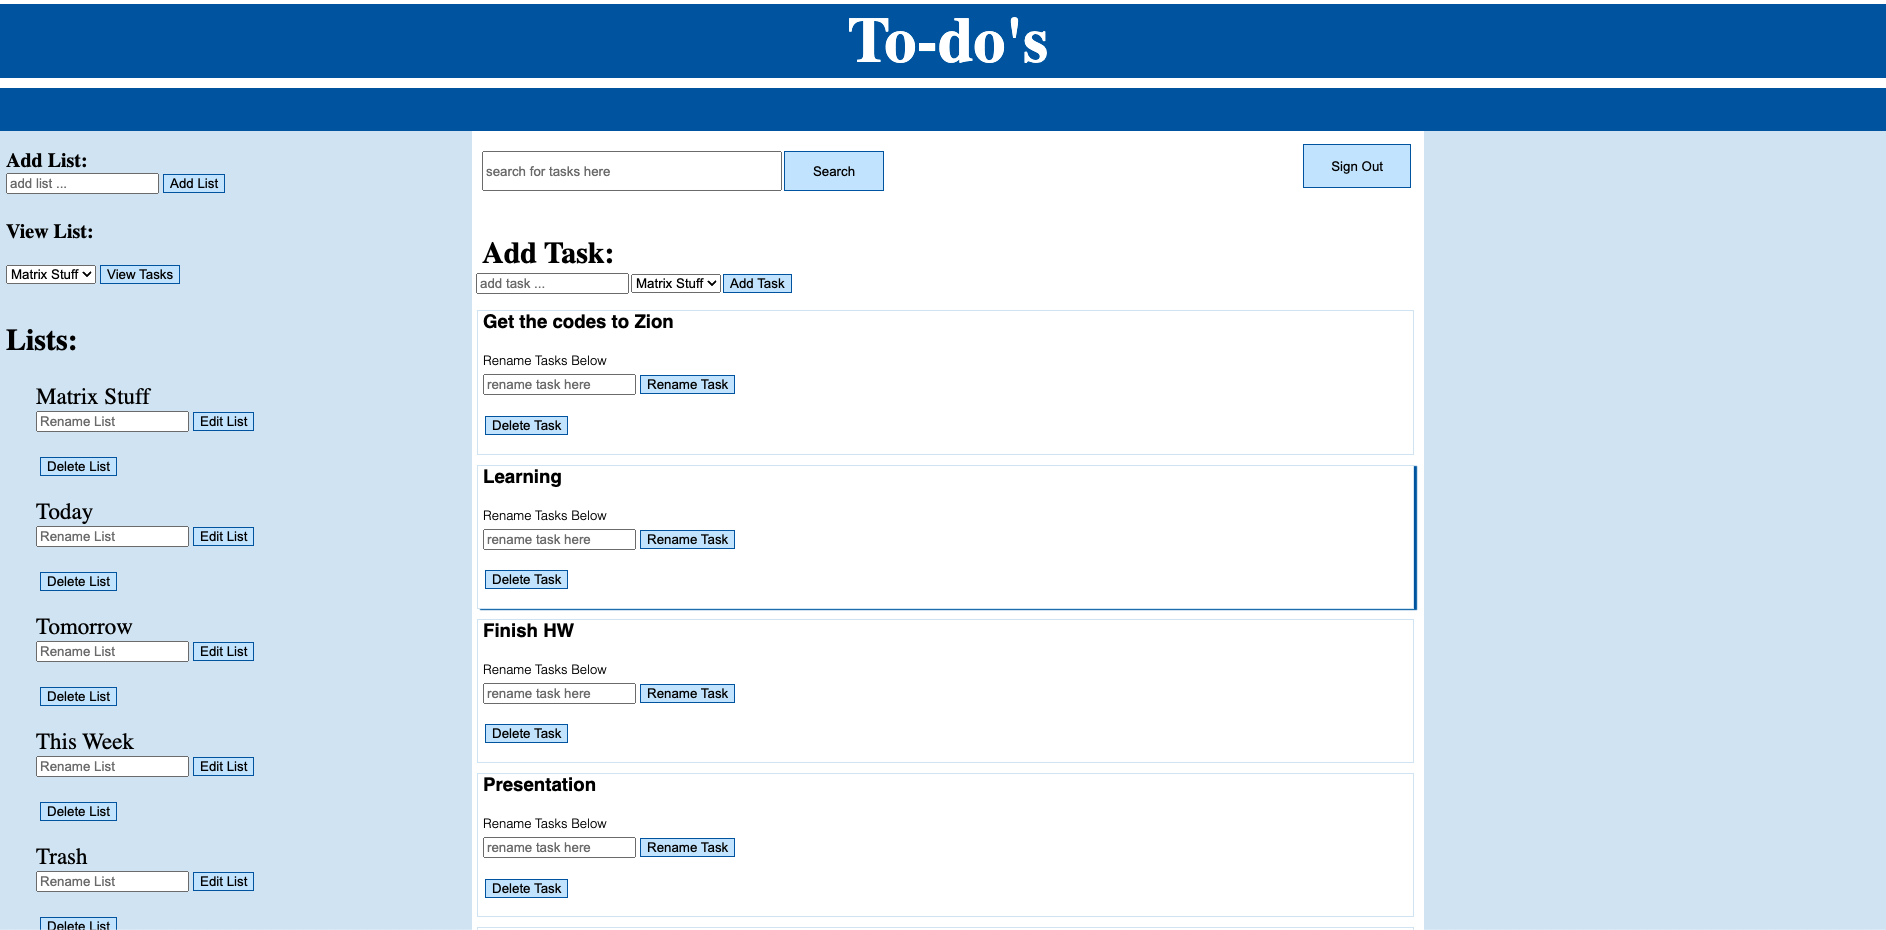 To-do's
Add List:
add list ... Add List
View List:
Matrix Stuff View Tasks
Lists:
Matrix Stuff
Rename List Edit List
Delete List
Today
Rename List Edit List
Delete List
Tomorrow
Rename List Edit List
Delete List
This Week
Rename List Edit List
Delete List
Trash
Rename List Edit List
Delete List
search for tasks here Search
Sign Out
Add Task:
add task ... Matrix Stuff Add Task
Get the codes to Zion
Rename Tasks Below
rename task here Rename Task
Delete Task
Learning
Rename Tasks Below
rename task here Rename Task
Delete Task
Finish HW
Rename Tasks Below
rename task here Rename Task
Delete Task
Presentation
Rename Tasks Below
rename task here Rename Task
Delete Task